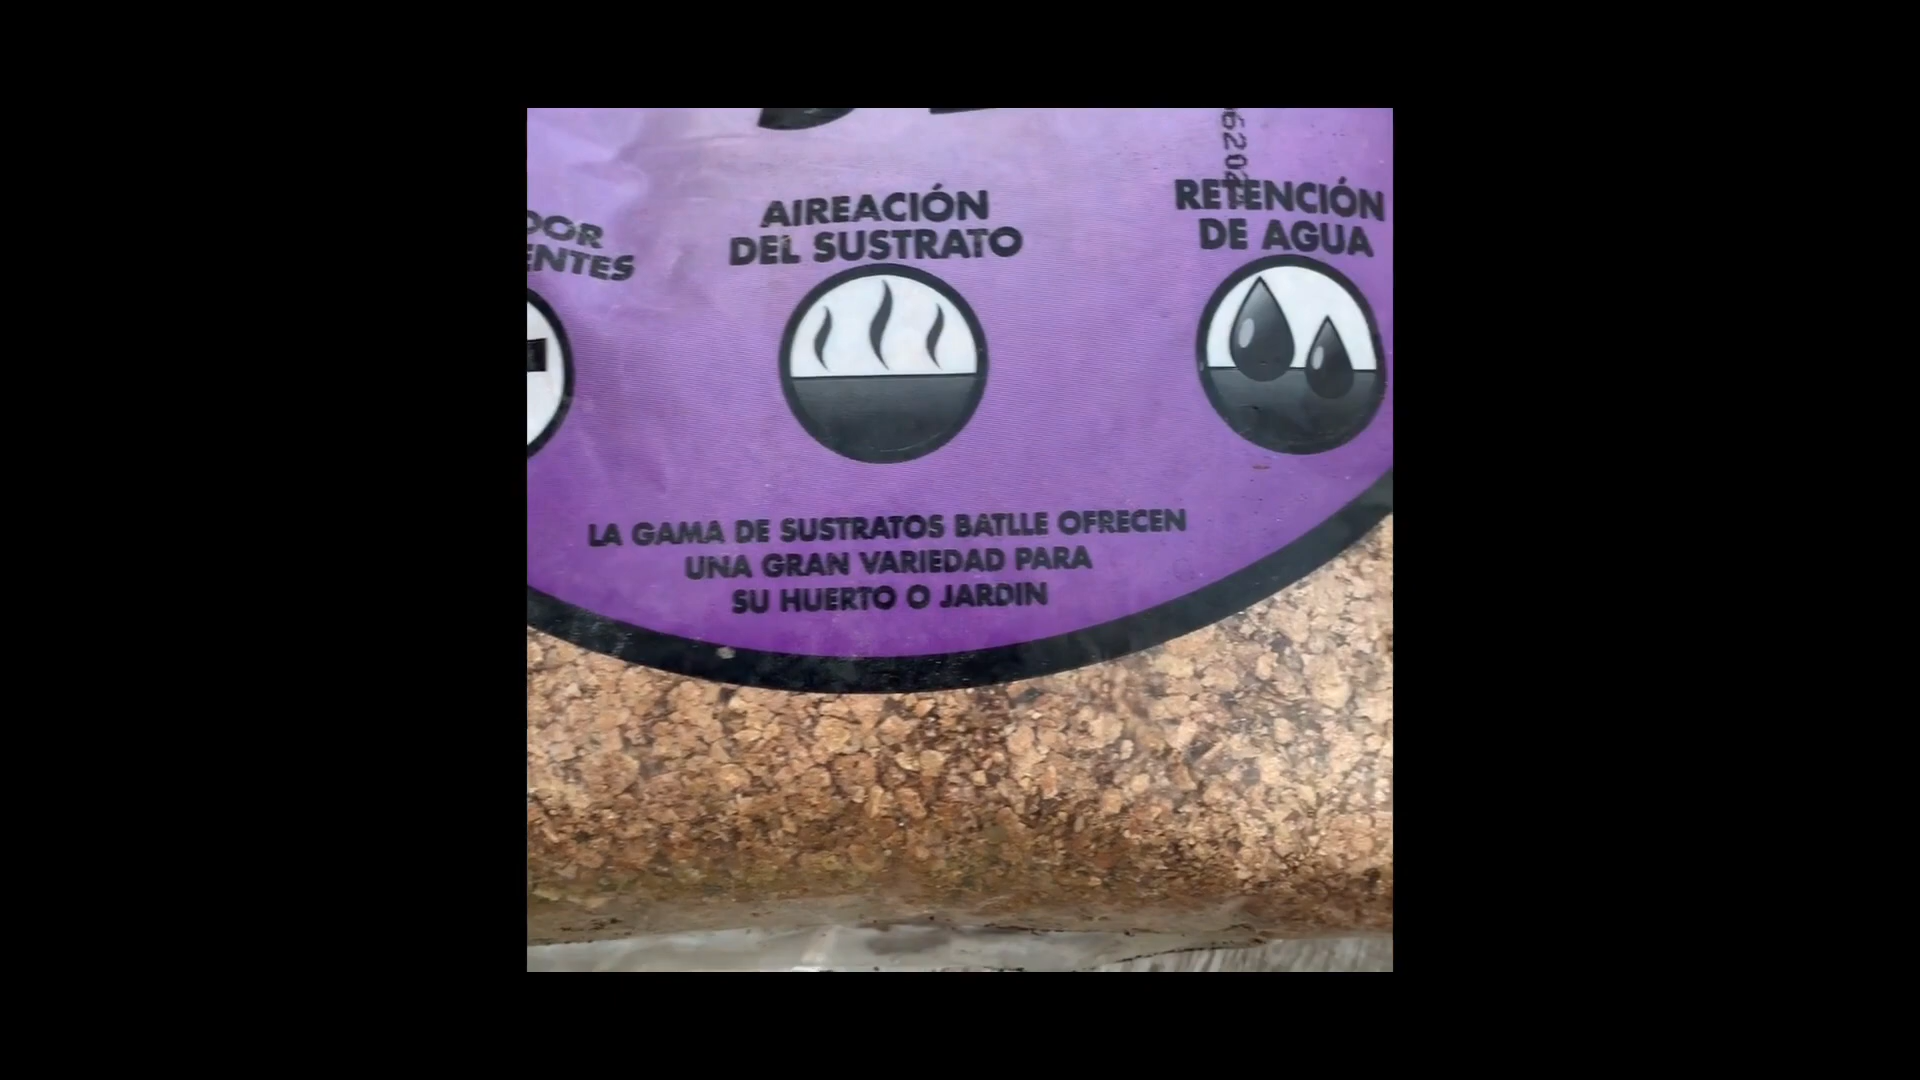 AIREACIÓN
DEL SUSTRATO
RETENCIÓN
DE AGUA
LA GAMA DE SUSTRATOS BATLLE OFRECEN
UNA GRAN VARIEDAD PARA
SU HUERTO O JARDIN